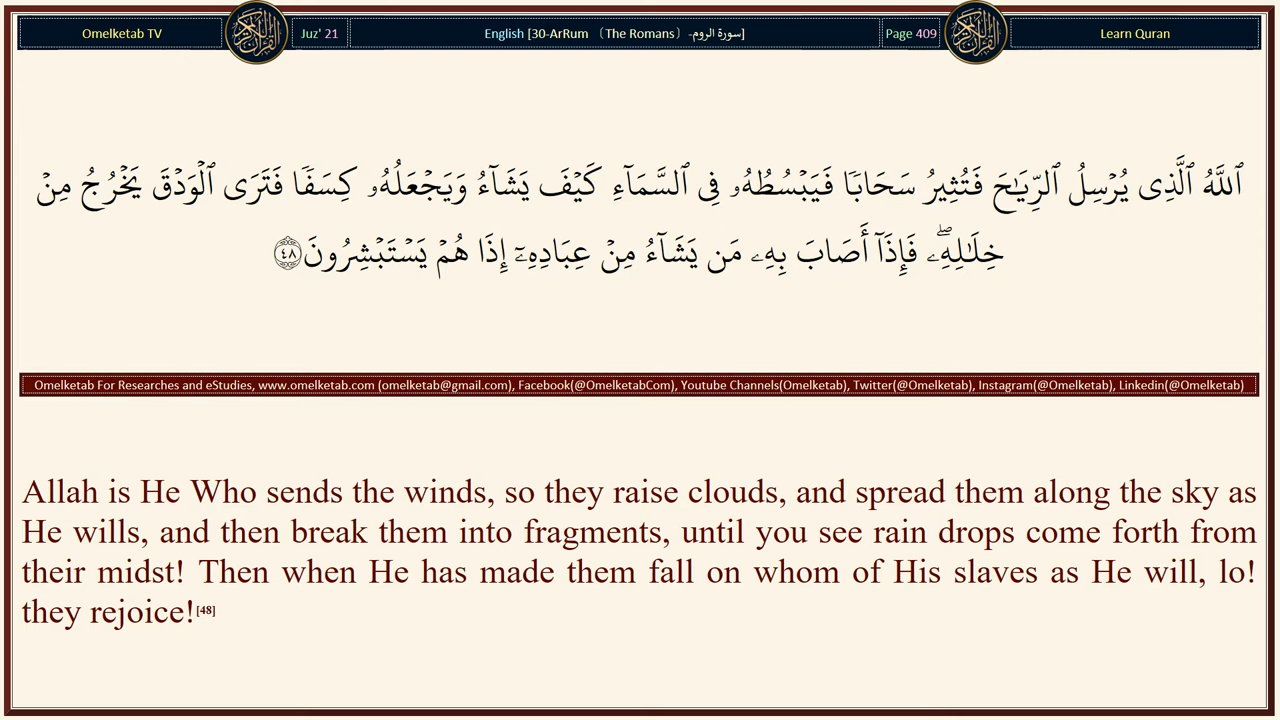 Omelketab TV
Juz' 21
English [30-ArRum (The Romans) -سورة الروم]
Page 409
Learn Quran
ٱللَّهُ ٱلَّذِى يُرْسِلُ ٱلرِّيَٰحَ فَتُثِيرُ سَحَابًا فَيَبْسُطُهُۥ فِى ٱلسَّمَآءِ كَيْفَ يَشَآءُ وَيَجْعَلُهُۥ كِسَفًا فَتَرَى ٱلْوَدْقَ يَخْرُجُ مِنْ
خِلَٰلِهِۦۖ فَإِذَآ أَصَابَ بِهِۦ مَن يَشَآءُ مِنْ عِبَادِهِۦٓ إِذَا هُمْ يَسْتَبْشِرُونَ ٤٨
Omelketab For Researches and eStudies, www.omelketab.com (omelketab@gmail.com), Facebook(@OmelketabCom), Youtube Channels(Omelketab), Twitter(@Omelketab), Instagram(@Omelketab), Linkedin(@Omelketab)
Allah is He Who sends the winds, so they raise clouds, and spread them along the sky as
He wills, and then break them into fragments, until you see rain drops come forth from
their midst! Then when He has made them fall on whom of His slaves as He will, lo!
they rejoice![48]